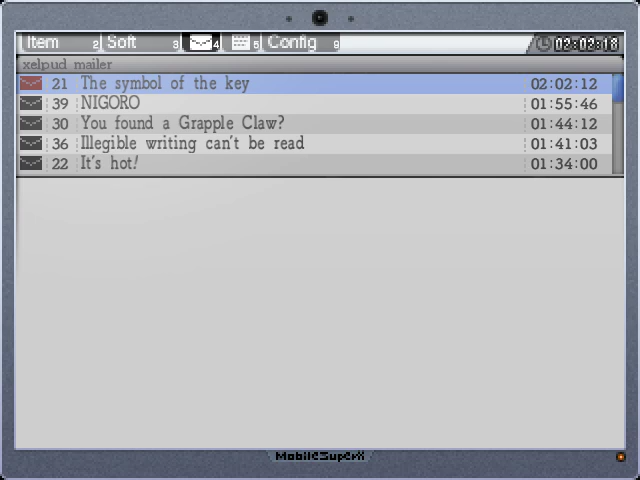 Item 2 Soft 3 4 5 Config 9 02:02:18
xelpud mailer
21 The symbol of the key 02:02:12
39 NIGORO 01:55:46
30 You found a Grapple Claw? 01:44:12
36 Illegible writing can't be read 01:41:03
22 It's hot! 01:34:00
MobileSuperX